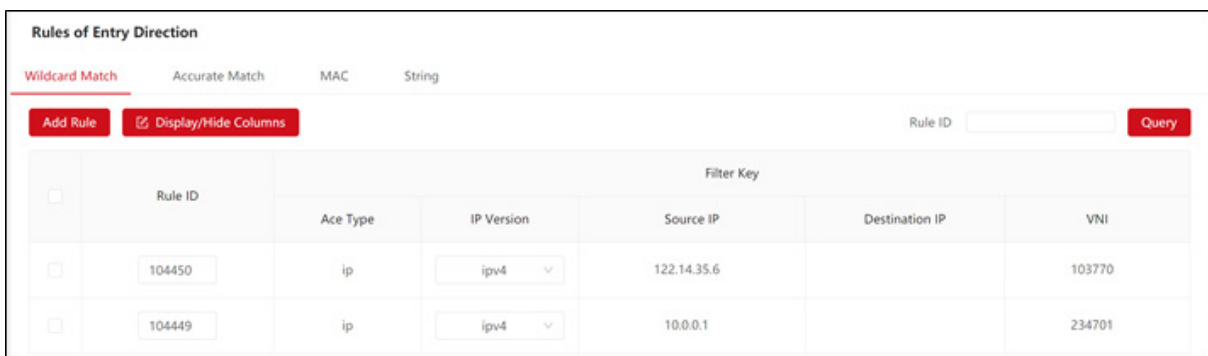 Rules of Entry Direction
Wildcard Match Accurate Match MAC String
Add Rule Display/Hide Columns Rule ID Query
Rule ID Filter Key
Ace Type IP Version Source IP Destination IP VNI
104450 ip ipv4 122.14.35.6 103770
104449 ip ipv4 10.0.0.1 234701